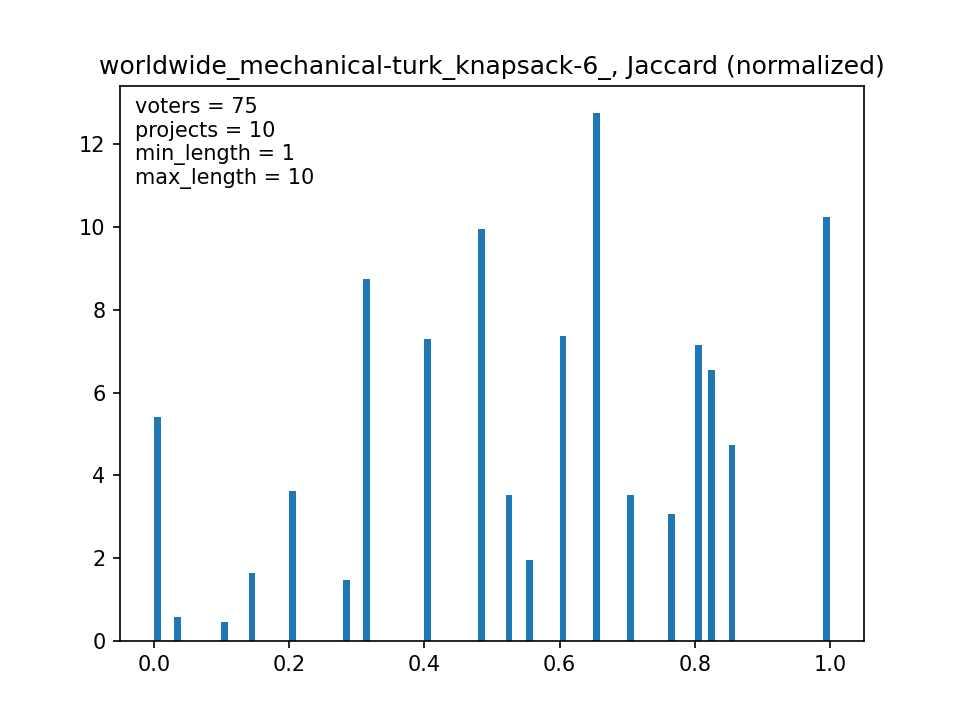 worldwide_mechanical-turk_knapsack-6_, Jaccard (normalized)
voters = 75
projects = 10
min_length = 1
max_length = 10
12
10
8
6
4
2
0
0.0 0.2 0.4 0.6 0.8 1.0